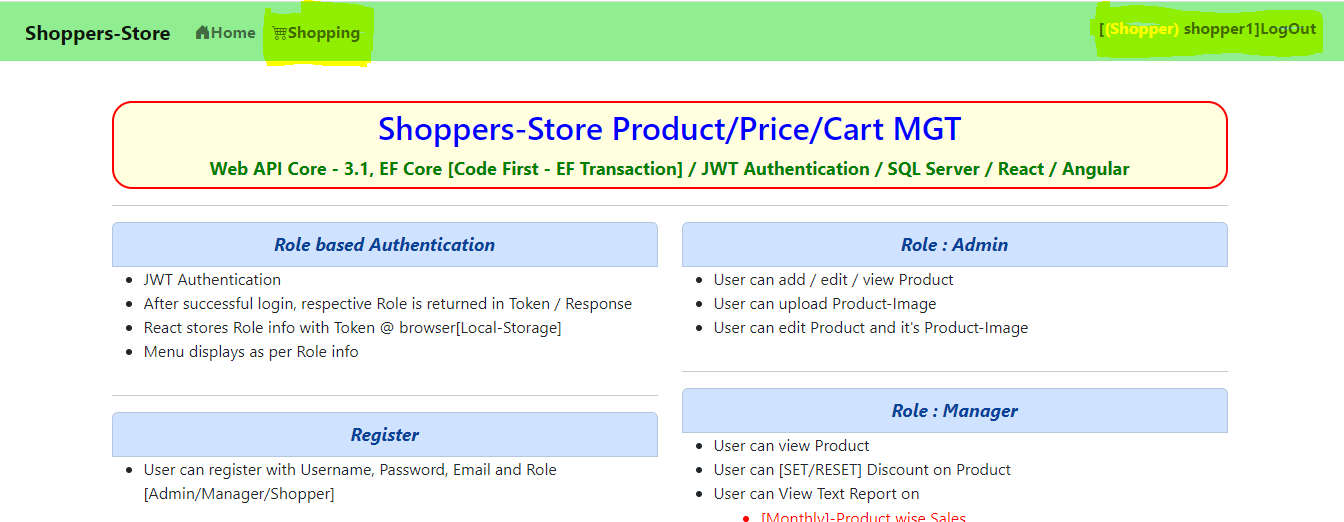 Shoppers-Store Home Shopping [(Shopper) shopper1]LogOut
Shoppers-Store Product/Price/Cart MGT
Web API Core - 3.1, EF Core [Code First - EF Transaction] / JWT Authentication / SQL Server / React / Angular
Role based Authentication
JWT Authentication
After successful login, respective Role is returned in Token / Response
React stores Role info with Token @ browser[Local-Storage]
Menu displays as per Role info
Register
User can register with Username, Password, Email and Role
[Admin/Manager/Shopper]
Role : Admin
User can add / edit / view Product
User can upload Product-Image
User can edit Product and it's Product-Image
Role : Manager
User can view Product
User can [SET/RESET] Discount on Product
User can View Text Report on
[Monthly]-Product wise Sales